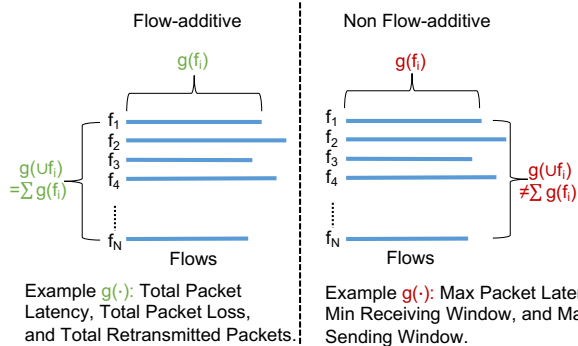 Flow-additive
g(fᵢ)
f₁
f₂
f₃
f₄
f_N
g(∪fᵢ)
=∑ g(fᵢ)
Flows
Example g(·): Total Packet
Latency, Total Packet Loss,
and Total Retransmitted Packets.
Non Flow-additive
g(fᵢ)
f₁
f₂
f₃
f₄
f_N
g(∪fᵢ)
≠∑ g(fᵢ)
Flows
Example g(·): Max Packet
Min Receiving Window, and
Sending Window.